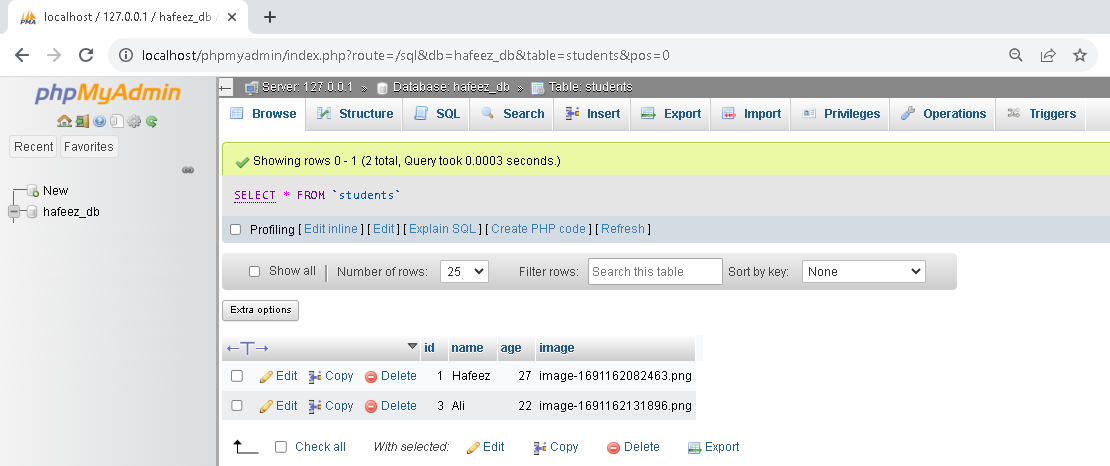 localhost / 127.0.0.1 / hafeez_db /
localhost/phpmyadmin/index.php?route=/sql&db=hafeez_db&table=students&pos=0
phpMyAdmin
Recent Favorites
New
hafeez_db
Server: 127.0.0.1 » Database: hafeez_db » Table: students
Browse Structure SQL Search Insert Export Import Privileges Operations Triggers
Showing rows 0 - 1 (2 total, Query took 0.0003 seconds.)
SELECT * FROM `students`
Profiling [ Edit inline ] [ Edit ] [ Explain SQL ] [ Create PHP code ] [ Refresh ]
Show all | Number of rows: 25 Filter rows: Search this table Sort by key: None
Extra options
←T→ id name age image
Edit Copy Delete 1 Hafeez 27 image-1691162082463.png
Edit Copy Delete 3 Ali 22 image-1691162131896.png
Check all With selected: Edit Copy Delete Export